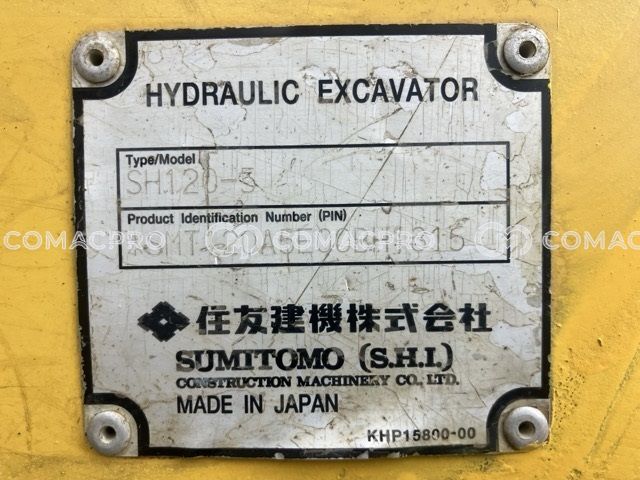 HYDRAULIC EXCAVATOR
Type/Model
SH120-3
Product Identification Number (PIN)
住友建機株式会社
SUMITOMO (S.H.I.)
CONSTRUCTION MACHINERY CO., LTD.
MADE IN JAPAN
KHP15800-00
COMACPRO COMACPRO COMACPRO